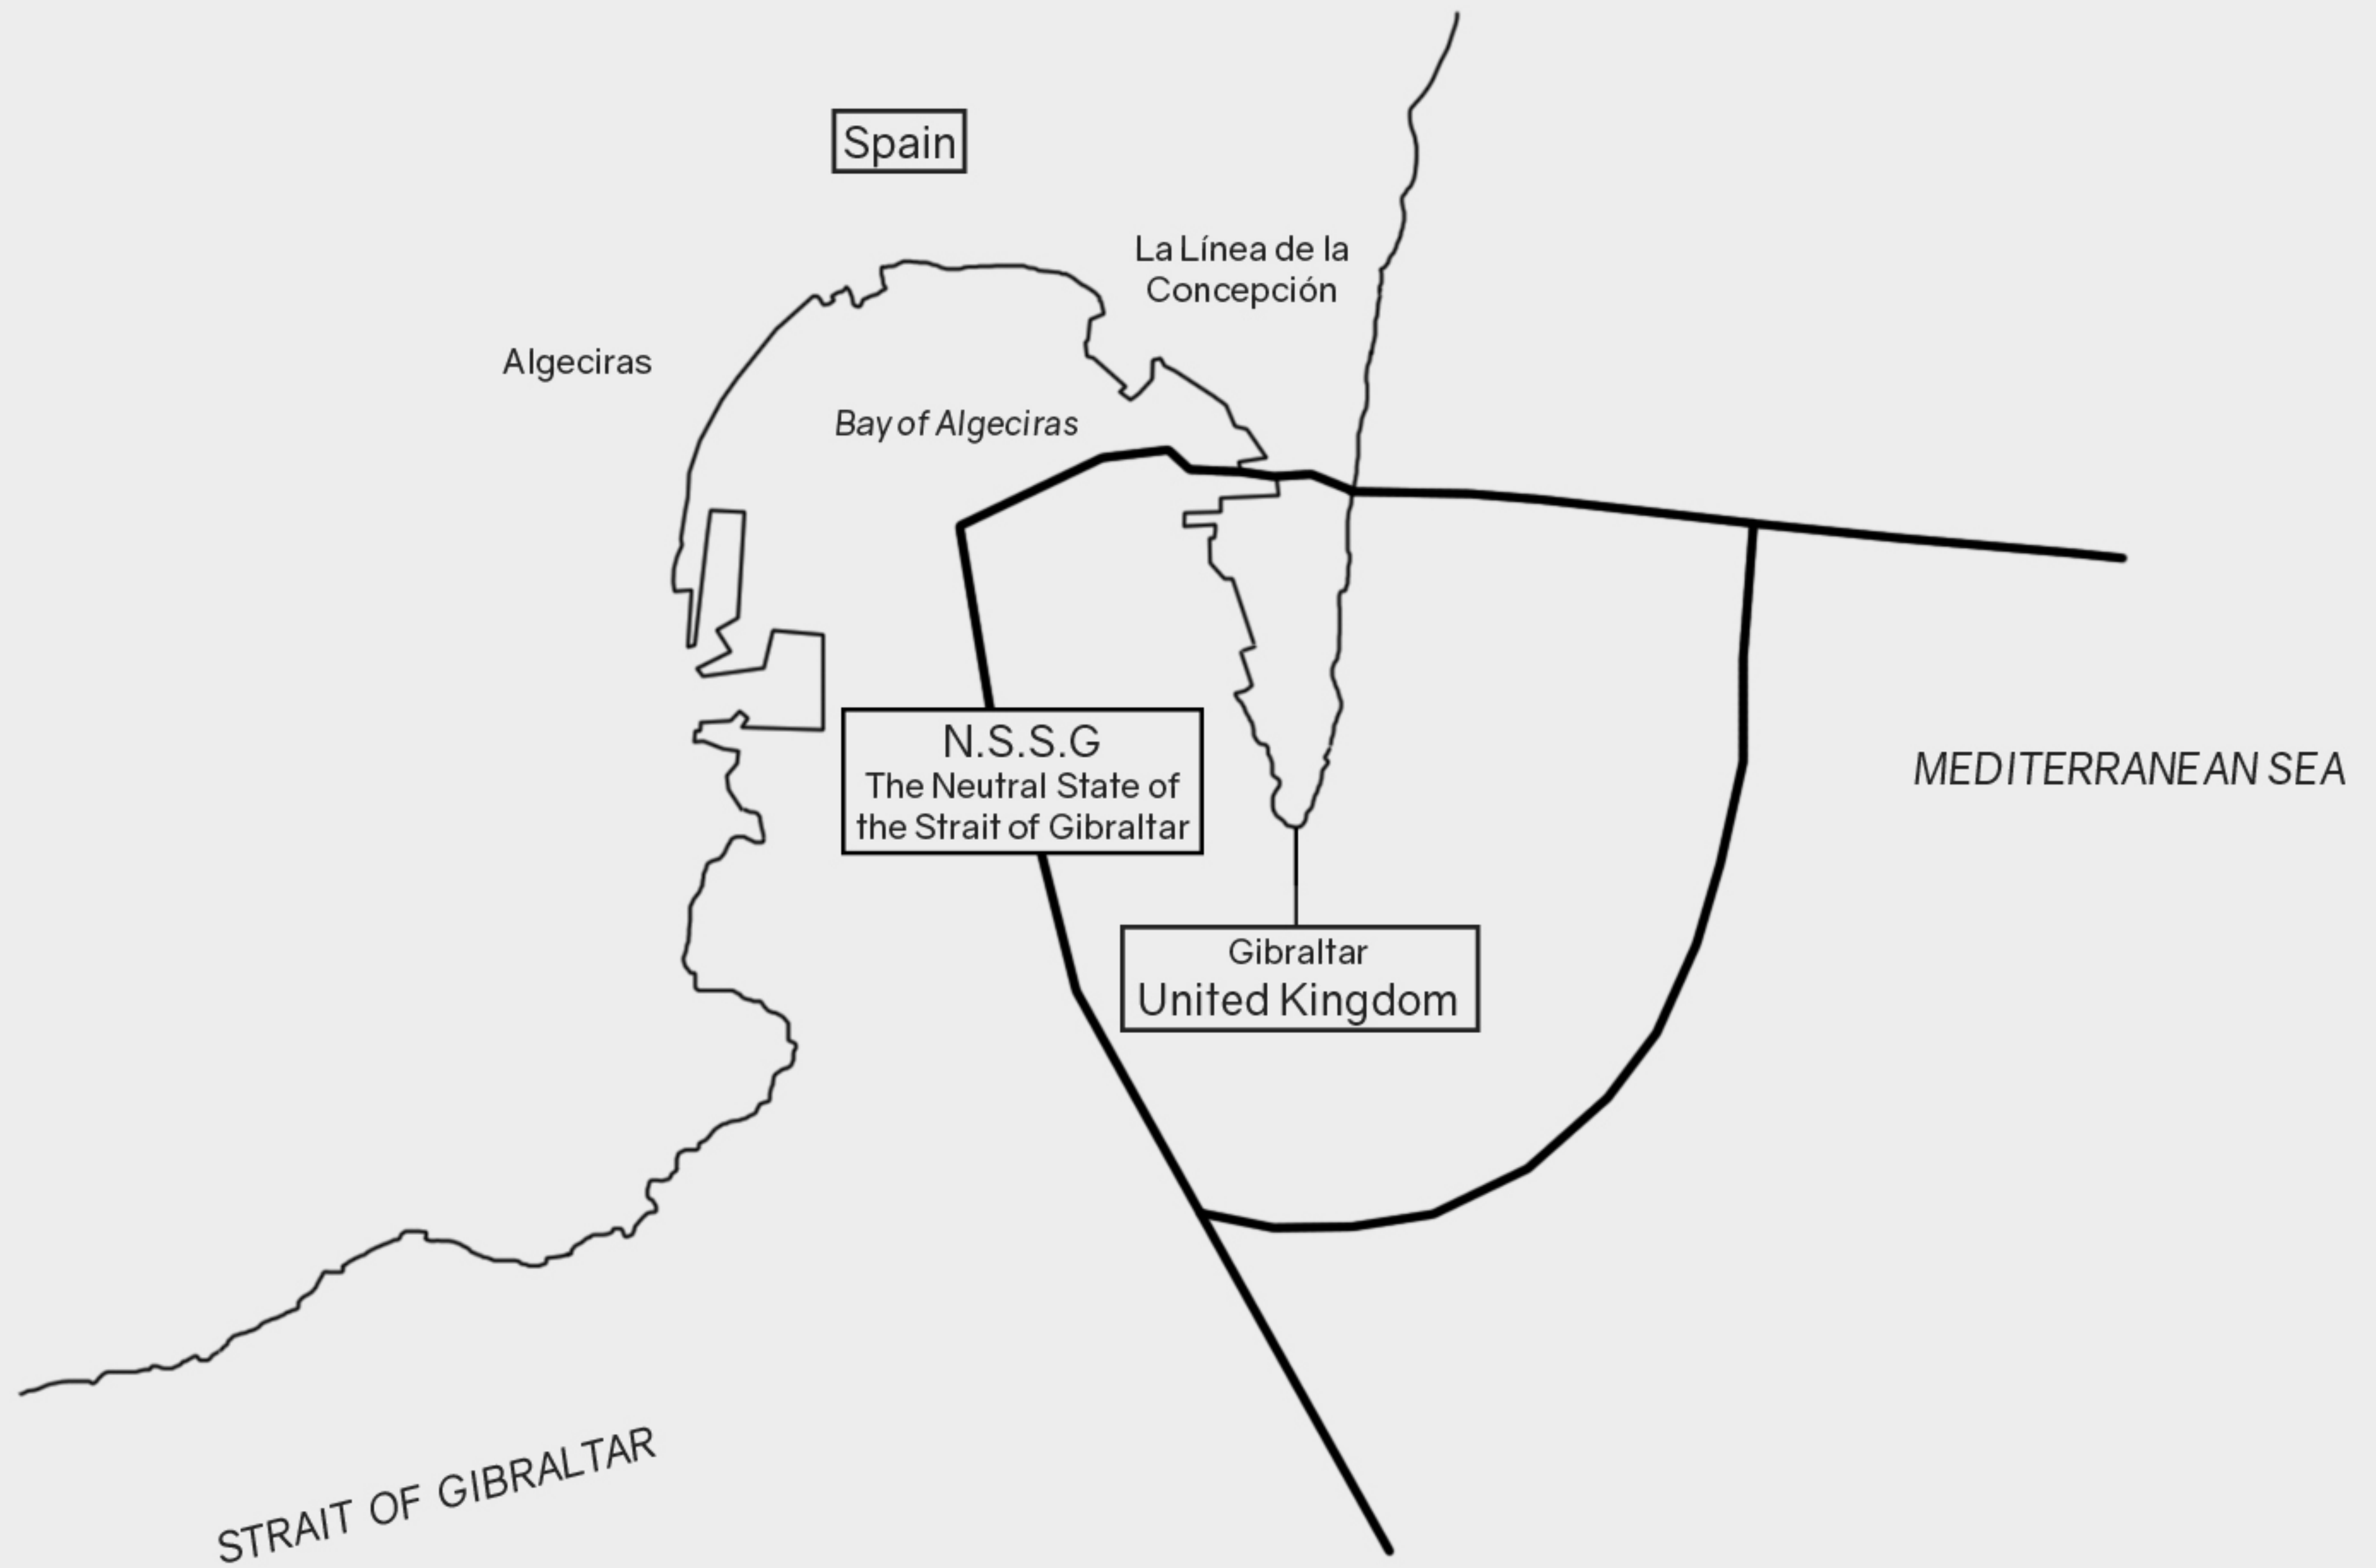 Spain
La Línea de la
Concepción
Algeciras
Bay of Algeciras
N.S.S.G
The Neutral State of
the Strait of Gibraltar
MEDITERRANEAN SEA
Gibraltar
United Kingdom
STRAIT OF GIBRALTAR